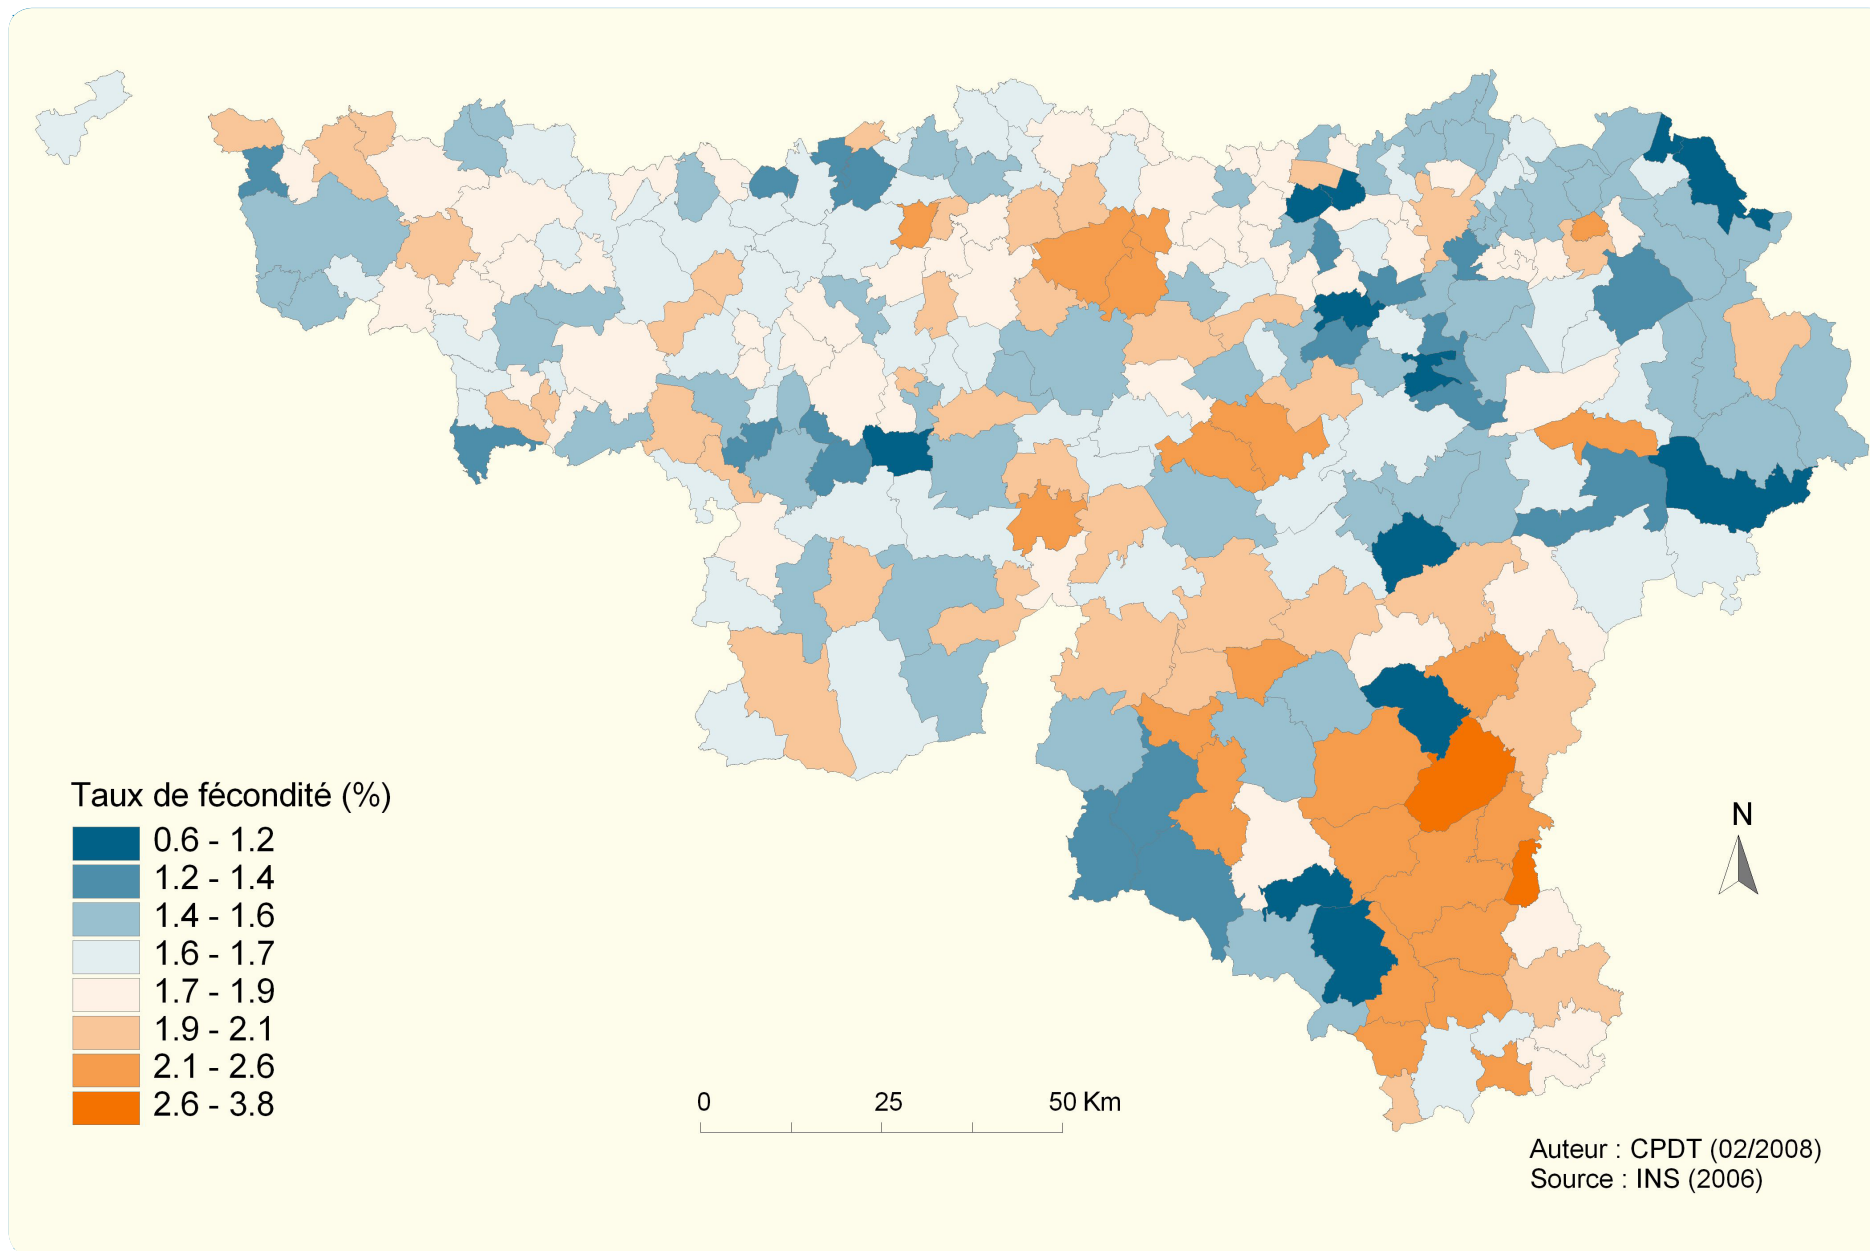 Taux de fécondité (%)
0.6 - 1.2
1.2 - 1.4
1.4 - 1.6
1.6 - 1.7
1.7 - 1.9
1.9 - 2.1
2.1 - 2.6
2.6 - 3.8
N
0 25 50 Km
Auteur : CPDT (02/2008)
Source : INS (2006)